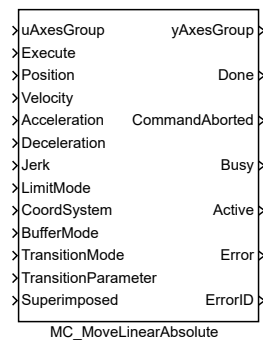 uAxesGroup yAxesGroup
Execute
Position Done
Velocity
Acceleration CommandAborted
Deceleration
Jerk Busy
LimitMode
CoordSystem Active
BufferMode
TransitionMode Error
TransitionParameter
Superimposed ErrorID
MC_MoveLinearAbsolute